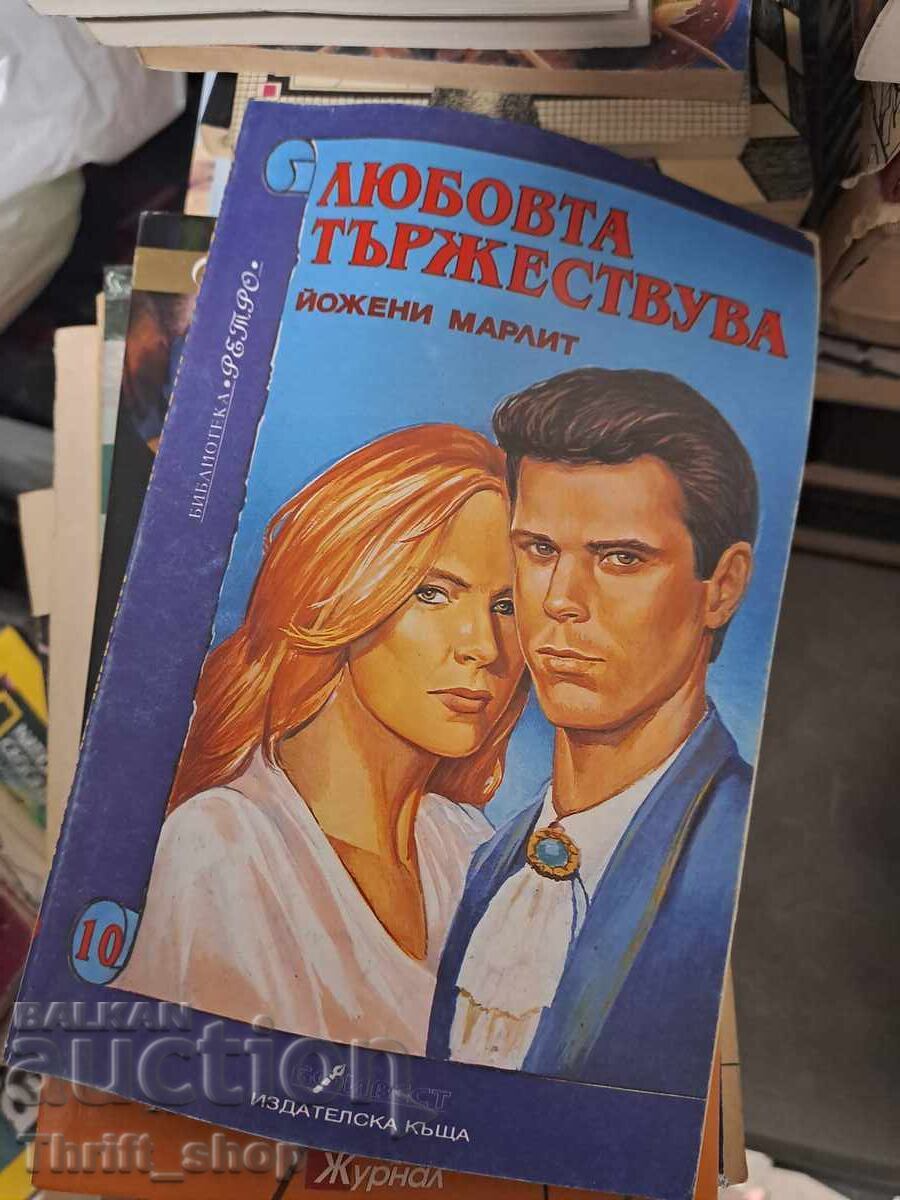 ЛЮБОВТА
ТЪРЖЕСТВУВА
ЙОЖЕНИ МАРЛИТ
БИБЛИОТЕКА •РЕТРО•
10
BALKAN
auction
ИЗДАТЕЛСКА КЪЩА
Thrift_shop
Журнал